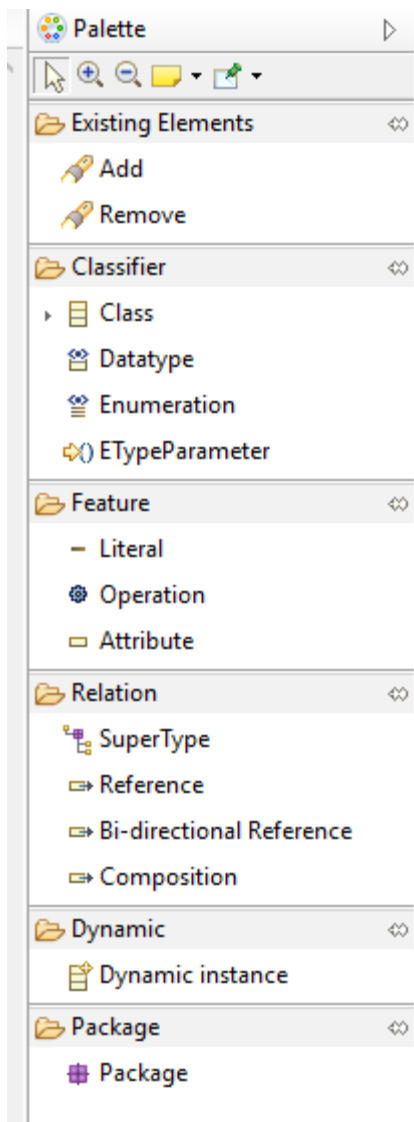 Palette
Existing Elements
Add
Remove
Classifier
Class
Datatype
Enumeration
ETypeParameter
Feature
Literal
Operation
Attribute
Relation
SuperType
Reference
Bi-directional Reference
Composition
Dynamic
Dynamic instance
Package
Package